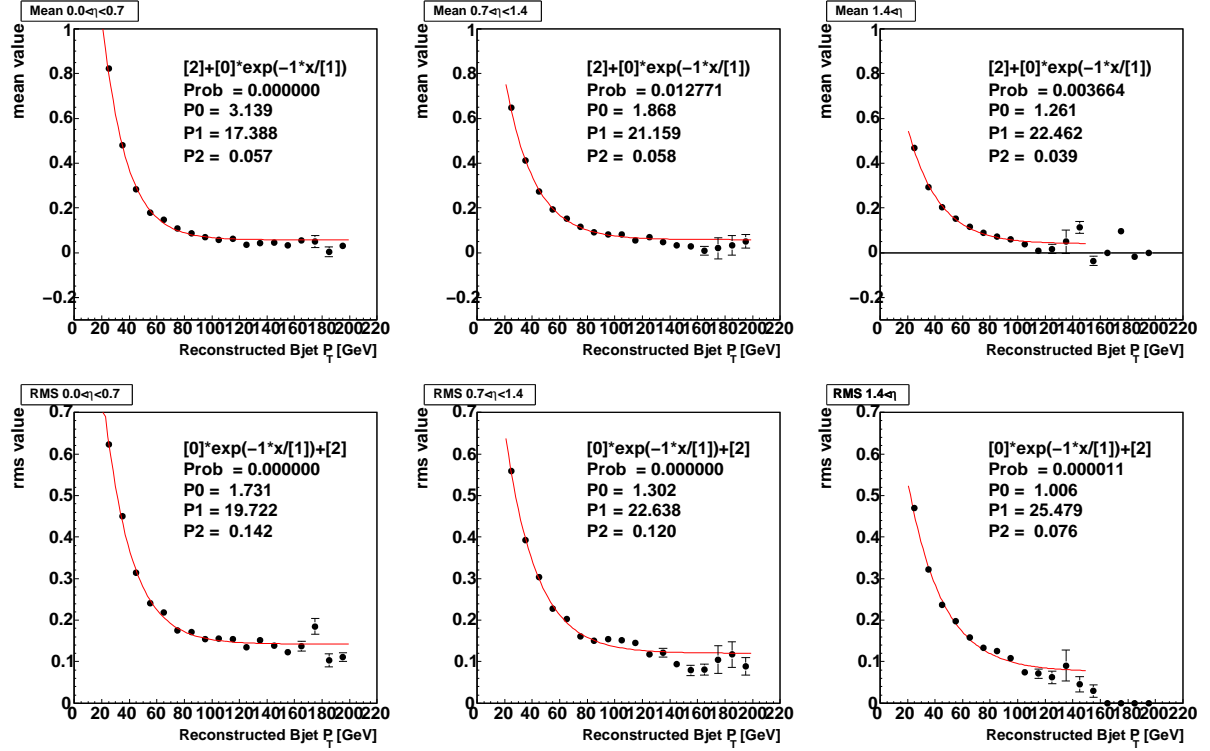 Mean 0.0<η<0.7
mean value
1
0.8
0.6
0.4
0.2
0
−0.2
[2]+[0]*exp(−1*x/[1])
Prob = 0.000000
P0 = 3.139
P1 = 17.388
P2 = 0.057
0 20 40 60 80 100 120 140 160 180 200 220
Reconstructed Bjet P_T [GeV]
Mean 0.7<η<1.4
mean value
1
0.8
0.6
0.4
0.2
0
−0.2
[2]+[0]*exp(−1*x/[1])
Prob = 0.012771
P0 = 1.868
P1 = 21.159
P2 = 0.058
0 20 40 60 80 100 120 140 160 180 200 220
Reconstructed Bjet P_T [GeV]
Mean 1.4<η
mean value
1
0.8
0.6
0.4
0.2
0
−0.2
[2]+[0]*exp(−1*x/[1])
Prob = 0.003664
P0 = 1.261
P1 = 22.462
P2 = 0.039
0 20 40 60 80 100 120 140 160 180 200 220
Reconstructed Bjet P_T [GeV]
RMS 0.0<η<0.7
rms value
0.7
0.6
0.5
0.4
0.3
0.2
0.1
0
[0]*exp(−1*x/[1])+[2]
Prob = 0.000000
P0 = 1.731
P1 = 19.722
P2 = 0.142
0 20 40 60 80 100 120 140 160 180 200 220
Reconstructed Bjet P_T [GeV]
RMS 0.7<η<1.4
rms value
0.7
0.6
0.5
0.4
0.3
0.2
0.1
0
[0]*exp(−1*x/[1])+[2]
Prob = 0.000000
P0 = 1.302
P1 = 22.638
P2 = 0.120
0 20 40 60 80 100 120 140 160 180 200 220
Reconstructed Bjet P_T [GeV]
RMS 1.4<η
rms value
0.7
0.6
0.5
0.4
0.3
0.2
0.1
0
[0]*exp(−1*x/[1])+[2]
Prob = 0.000011
P0 = 1.006
P1 = 25.479
P2 = 0.076
0 20 40 60 80 100 120 140 160 180 200 220
Reconstructed Bjet P_T [GeV]